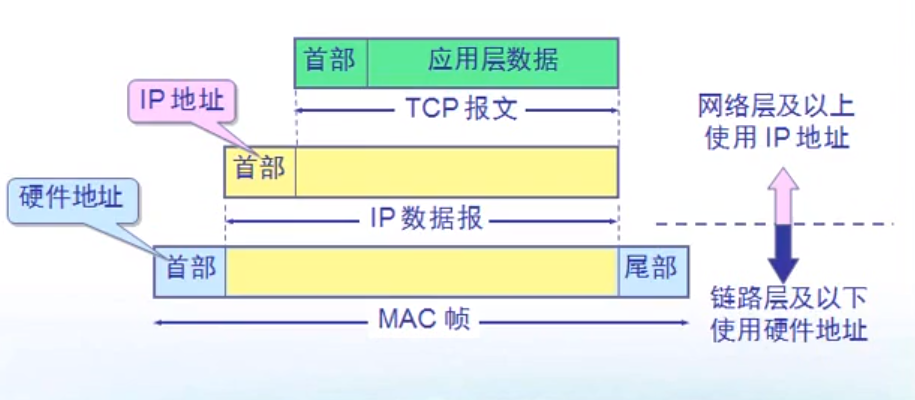 首部 应用层数据
TCP 报文
IP 地址
首部
硬件地址
IP 数据报
首部 尾部
MAC 帧
网络层及以上
使用 IP 地址
链路层及以下
使用硬件地址